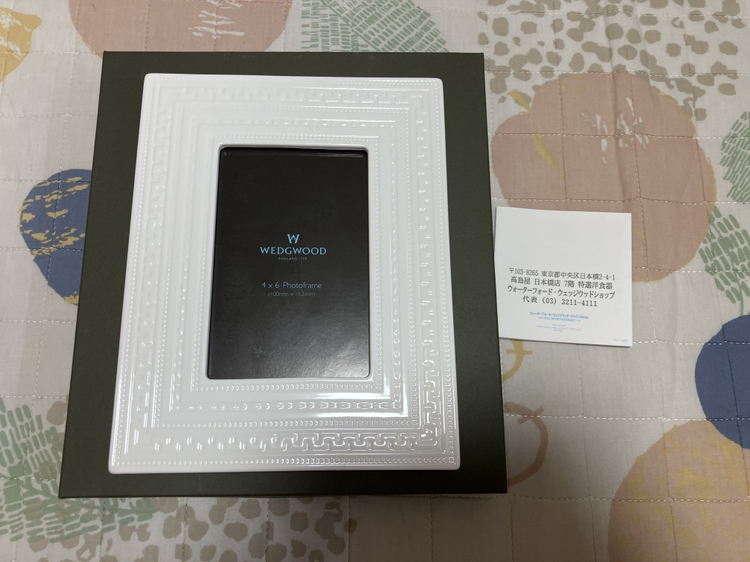 WEDGWOOD
ENGLAND 1759
4 x 6 Photoframe
〒103-8265 東京都中央区日本橋2-4-1
高島屋 日本橋店 7階 特選洋食器
ウォーターフォード・ウェッジウッドショップ
代表 (03) 3211-4111